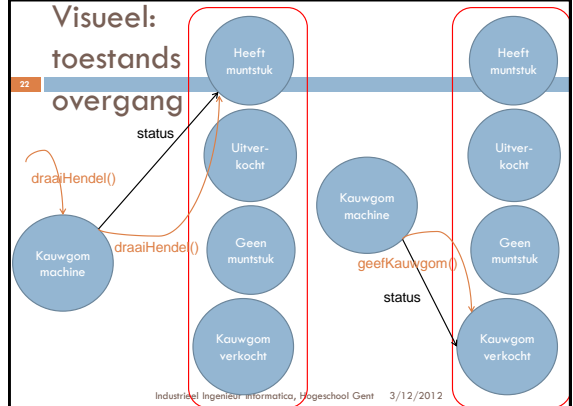 Visueel:
toestands
overgang
22
Heeft
muntstuk
Uitver-
kocht
Geen
muntstuk
Kauwgom
verkocht
status
draaiHendel()
draaiHendel()
Kauwgom
machine
Heeft
muntstuk
Uitver-
kocht
Geen
muntstuk
Kauwgom
verkocht
Kauwgom
machine
geefKauwgom()
status
Industrieel Ingenieur Informatica, Hogeschool Gent 3/12/2012